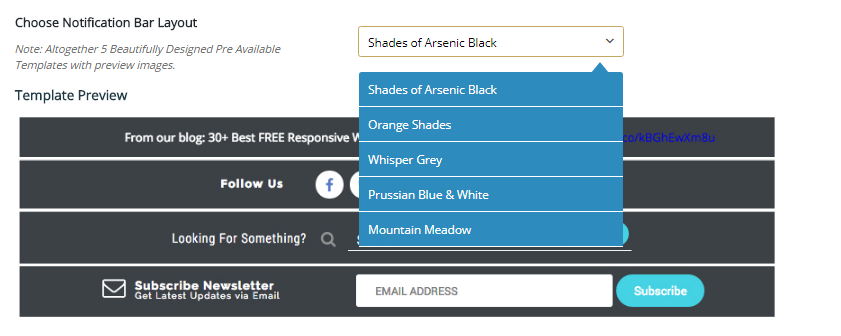 Choose Notification Bar Layout
Note: Altogether 5 Beautifully Designed Pre Available
Templates with preview images.
Shades of Arsenic Black
Shades of Arsenic Black
Orange Shades
Whisper Grey
Prussian Blue & White
Mountain Meadow
Template Preview
From our blog: 30+ Best FREE Responsive co/kBGhEwXm8u
Follow Us
Looking For Something?
Subscribe Newsletter
Get Latest Updates via Email
EMAIL ADDRESS
Subscribe